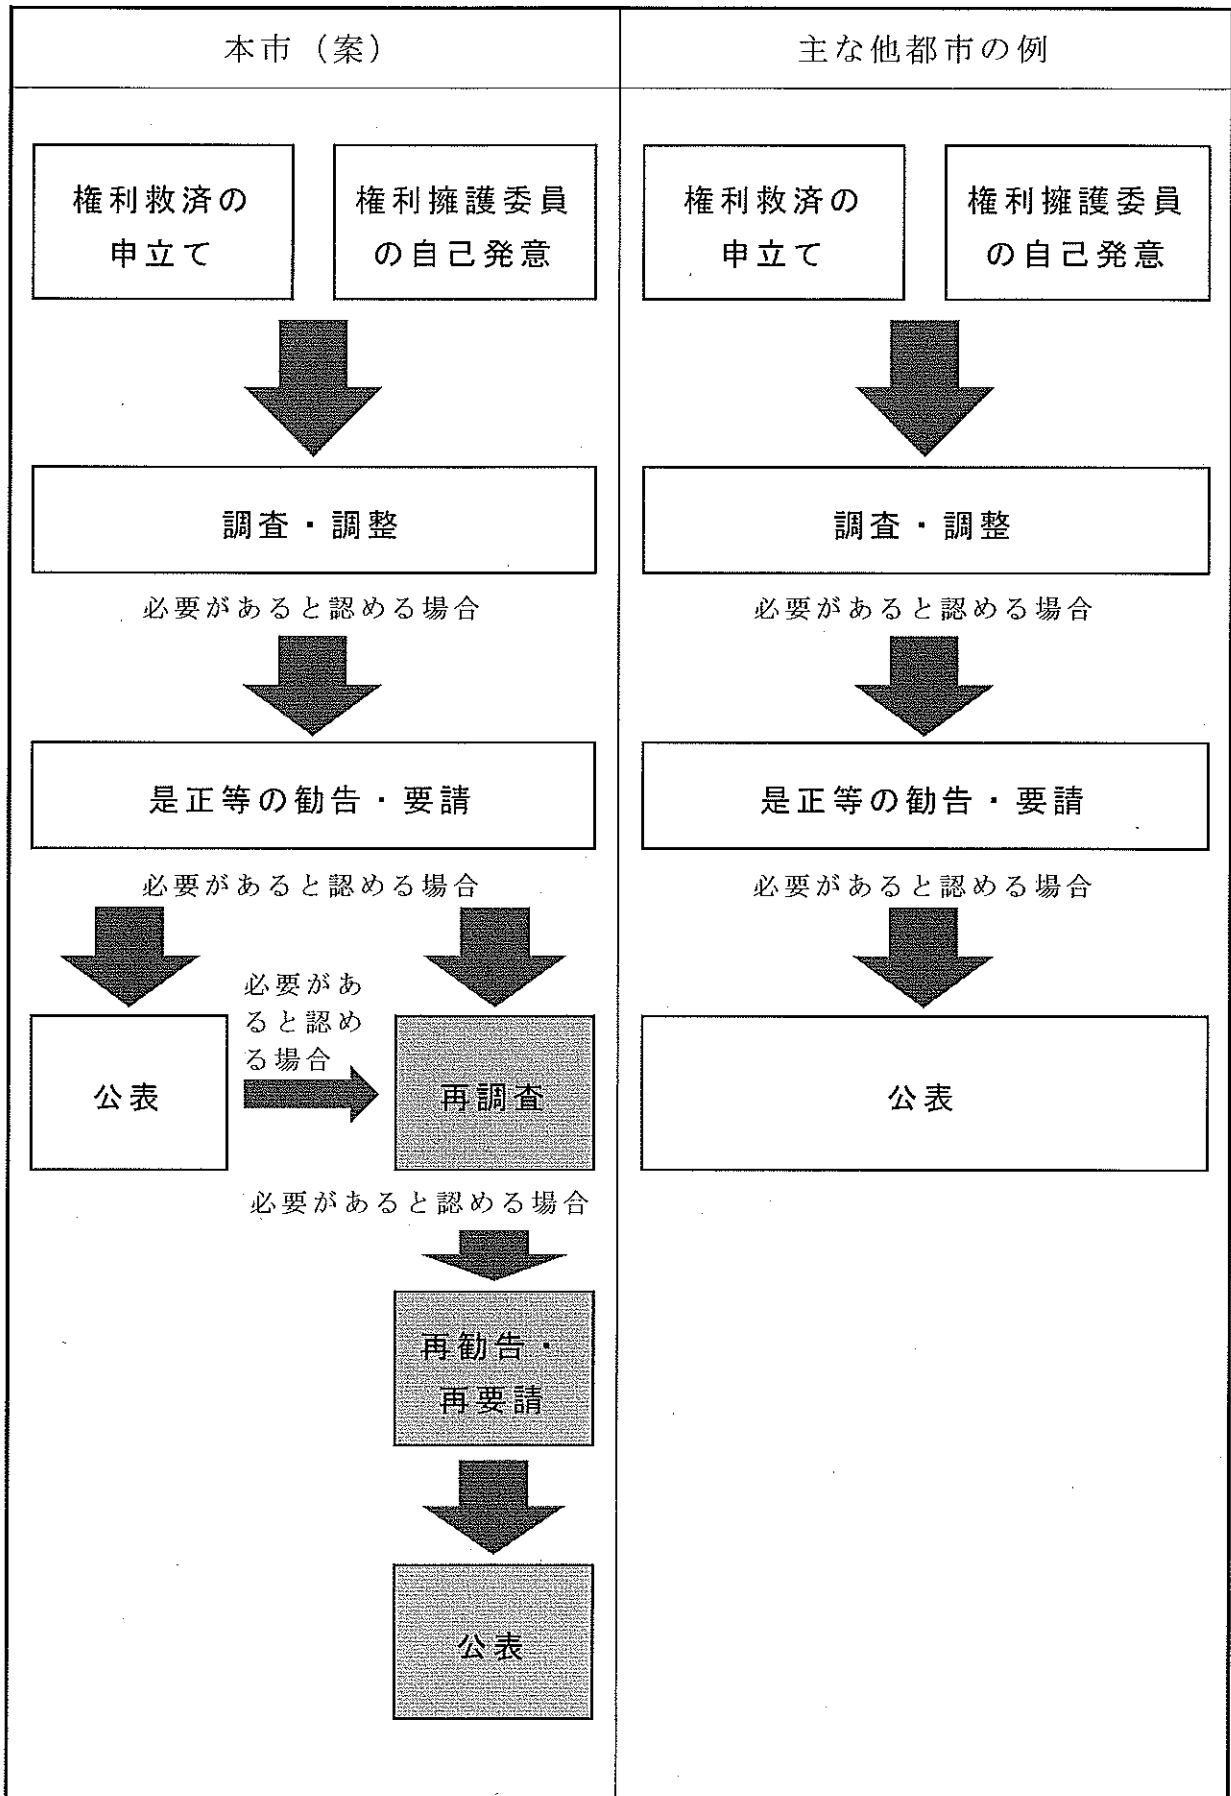 本市（案）
権利救済の
申立て
権利擁護委員
の自己発意
調査・調整
必要があると認める場合
是正等の勧告・要請
必要があると認める場合
公表
必要があ
ると認め
る場合
再調査
必要があると認める場合
再勧告・
再要請
公表
主な他都市の例
権利救済の
申立て
権利擁護委員
の自己発意
調査・調整
必要があると認める場合
是正等の勧告・要請
必要があると認める場合
公表